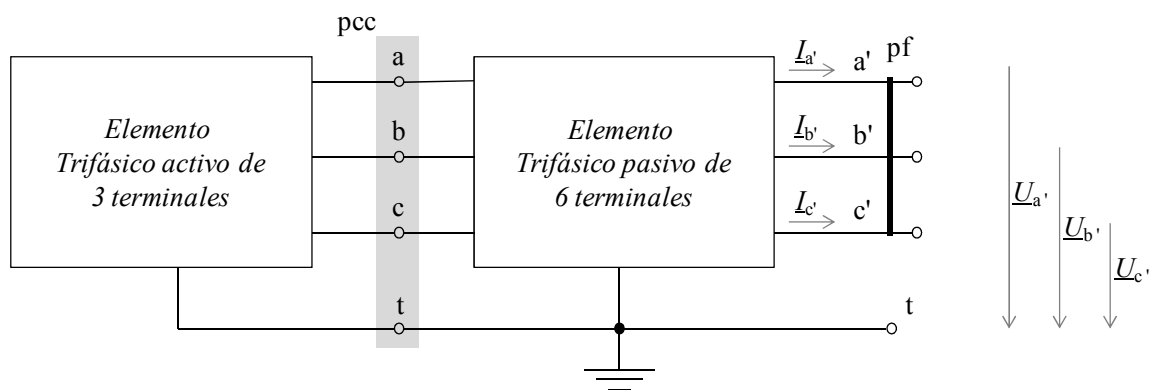 pcc
a
b
c
t
Elemento
Trifásico activo de
3 terminales
Elemento
Trifásico pasivo de
6 terminales
I_a'
a'
pf
I_b'
b'
I_c'
c'
t
U_a'
U_b'
U_c'